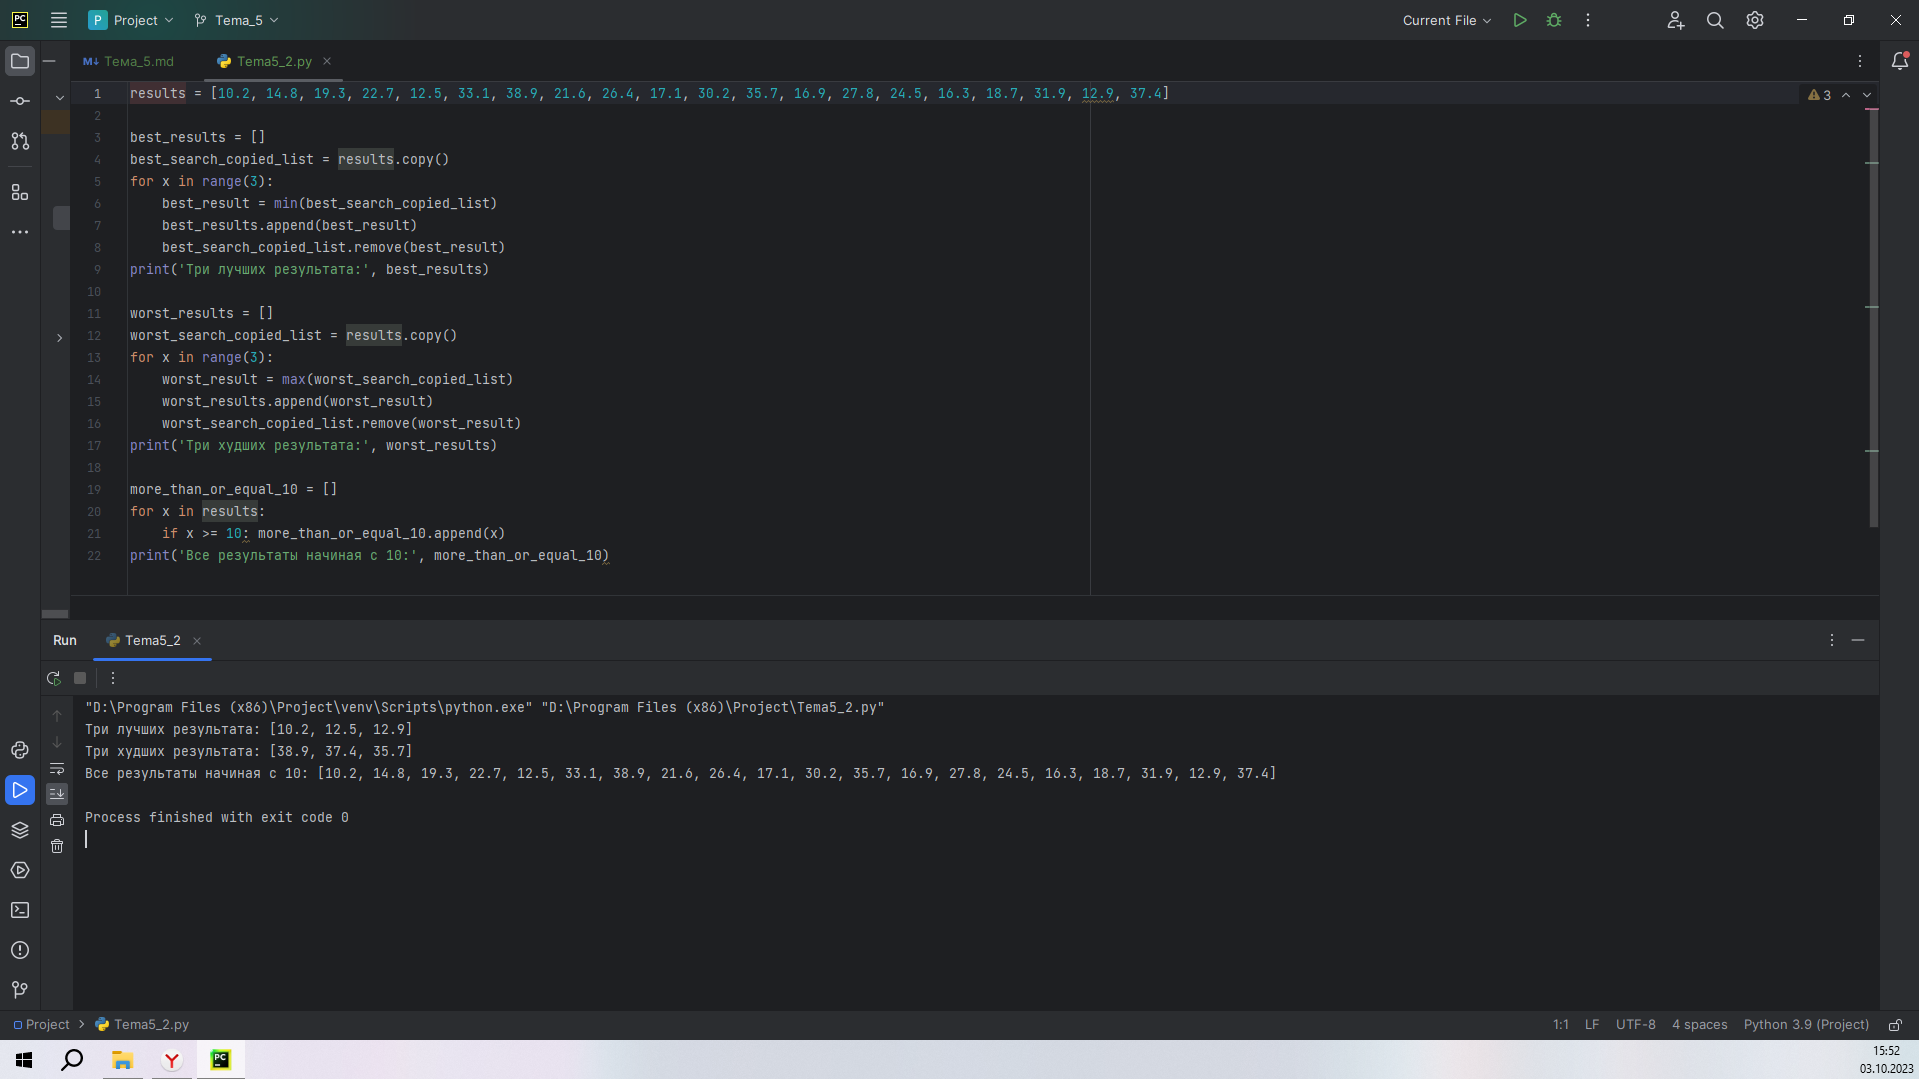 P Project Tema_5 Current File
Тема_5.md Tema5_2.py
1 results = [10.2, 14.8, 19.3, 22.7, 12.5, 33.1, 38.9, 21.6, 26.4, 17.1, 30.2, 35.7, 16.9, 27.8, 24.5, 16.3, 18.7, 31.9, 12.9, 37.4] 3
2
3 best_results = []
4 best_search_copied_list = results.copy()
5 for x in range(3):
6 best_result = min(best_search_copied_list)
7 best_results.append(best_result)
8 best_search_copied_list.remove(best_result)
9 print('Три лучших результата:', best_results)
10
11 worst_results = []
12 worst_search_copied_list = results.copy()
13 for x in range(3):
14 worst_result = max(worst_search_copied_list)
15 worst_results.append(worst_result)
16 worst_search_copied_list.remove(worst_result)
17 print('Три худших результата:', worst_results)
18
19 more_than_or_equal_10 = []
20 for x in results:
21 if x >= 10: more_than_or_equal_10.append(x)
22 print('Все результаты начиная с 10:', more_than_or_equal_10)
Run Tema5_2
"D:\Program Files (x86)\Project\venv\Scripts\python.exe" "D:\Program Files (x86)\Project\Tema5_2.py"
Три лучших результата: [10.2, 12.5, 12.9]
Три худших результата: [38.9, 37.4, 35.7]
Все результаты начиная с 10: [10.2, 14.8, 19.3, 22.7, 12.5, 33.1, 38.9, 21.6, 26.4, 17.1, 30.2, 35.7, 16.9, 27.8, 24.5, 16.3, 18.7, 31.9, 12.9, 37.4]
Process finished with exit code 0
Project Tema5_2.py 1:1 LF UTF-8 4 spaces Python 3.9 (Project)
15:52
03.10.2023